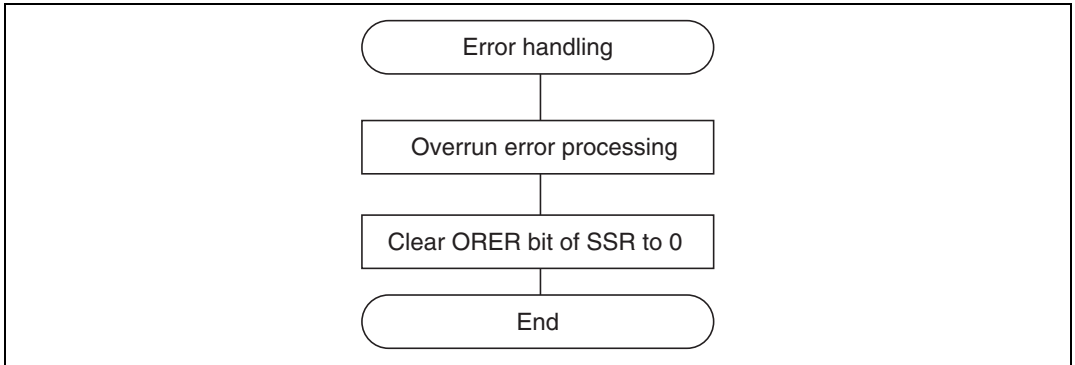 Error handling
Overrun error processing
Clear ORER bit of SSR to 0
End